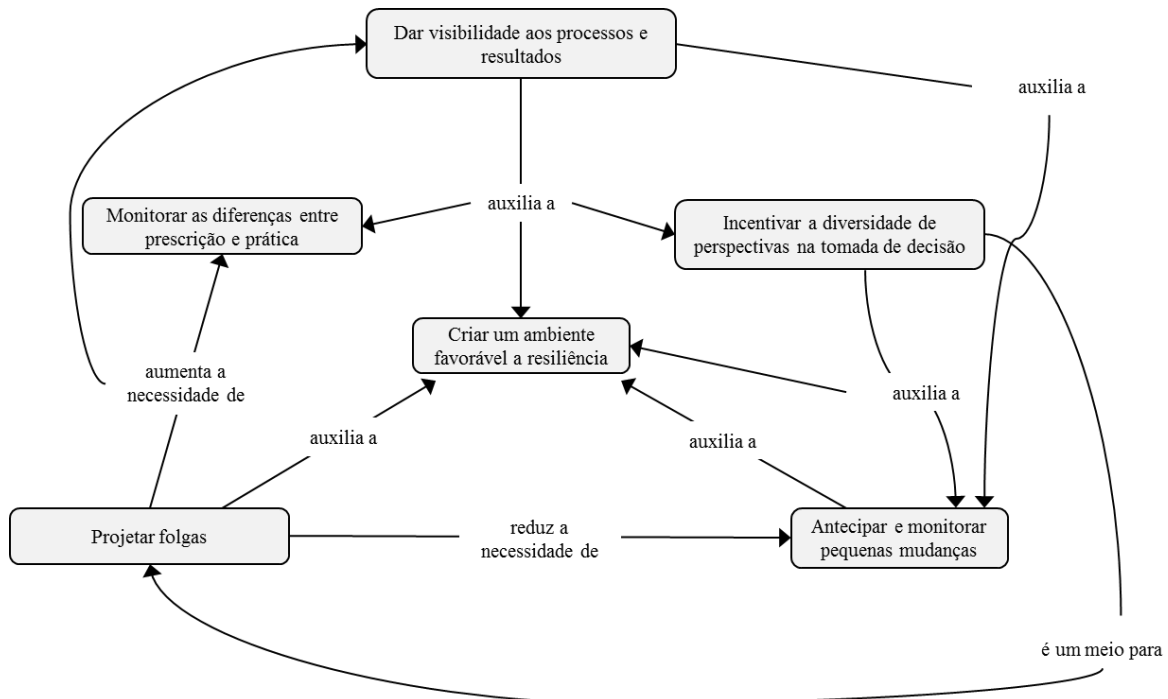 Dar visibilidade aos processos e
resultados
auxilia a
Monitorar as diferenças entre
prescrição e prática
auxilia a
Incentivar a diversidade de
perspectivas na tomada de decisão
Criar um ambiente
favorável a resiliência
aumenta a
necessidade de
auxilia a
auxilia a
auxilia a
Projetar folgas
reduz a
necessidade de
Antecipar e monitorar
pequenas mudanças
é um meio para